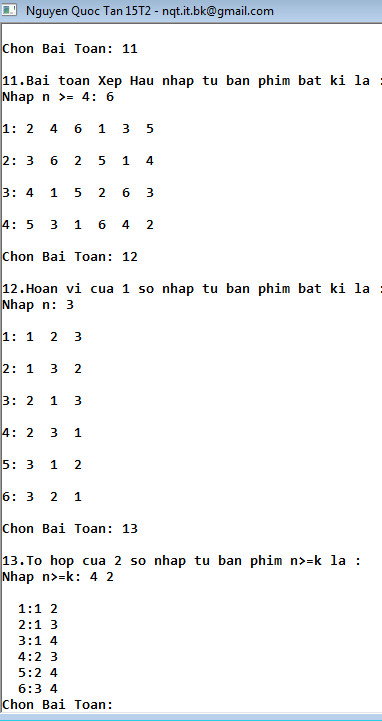 Nguyen Quoc Tan 15T2 - nqt.it.bk@gmail.com
Chon Bai Toan: 11
11.Bai toan Xep Hau nhap tu ban phim bat ki la :
Nhap n >= 4: 6
1: 2 4 6 1 3 5
2: 3 6 2 5 1 4
3: 4 1 5 2 6 3
4: 5 3 1 6 4 2
Chon Bai Toan: 12
12.Hoan vi cua 1 so nhap tu ban phim bat ki la :
Nhap n: 3
1: 1 2 3
2: 1 3 2
3: 2 1 3
4: 2 3 1
5: 3 1 2
6: 3 2 1
Chon Bai Toan: 13
13.To hop cua 2 so nhap tu ban phim n>=k la :
Nhap n>=k: 4 2
1:1 2
2:1 3
3:1 4
4:2 3
5:2 4
6:3 4
Chon Bai Toan: